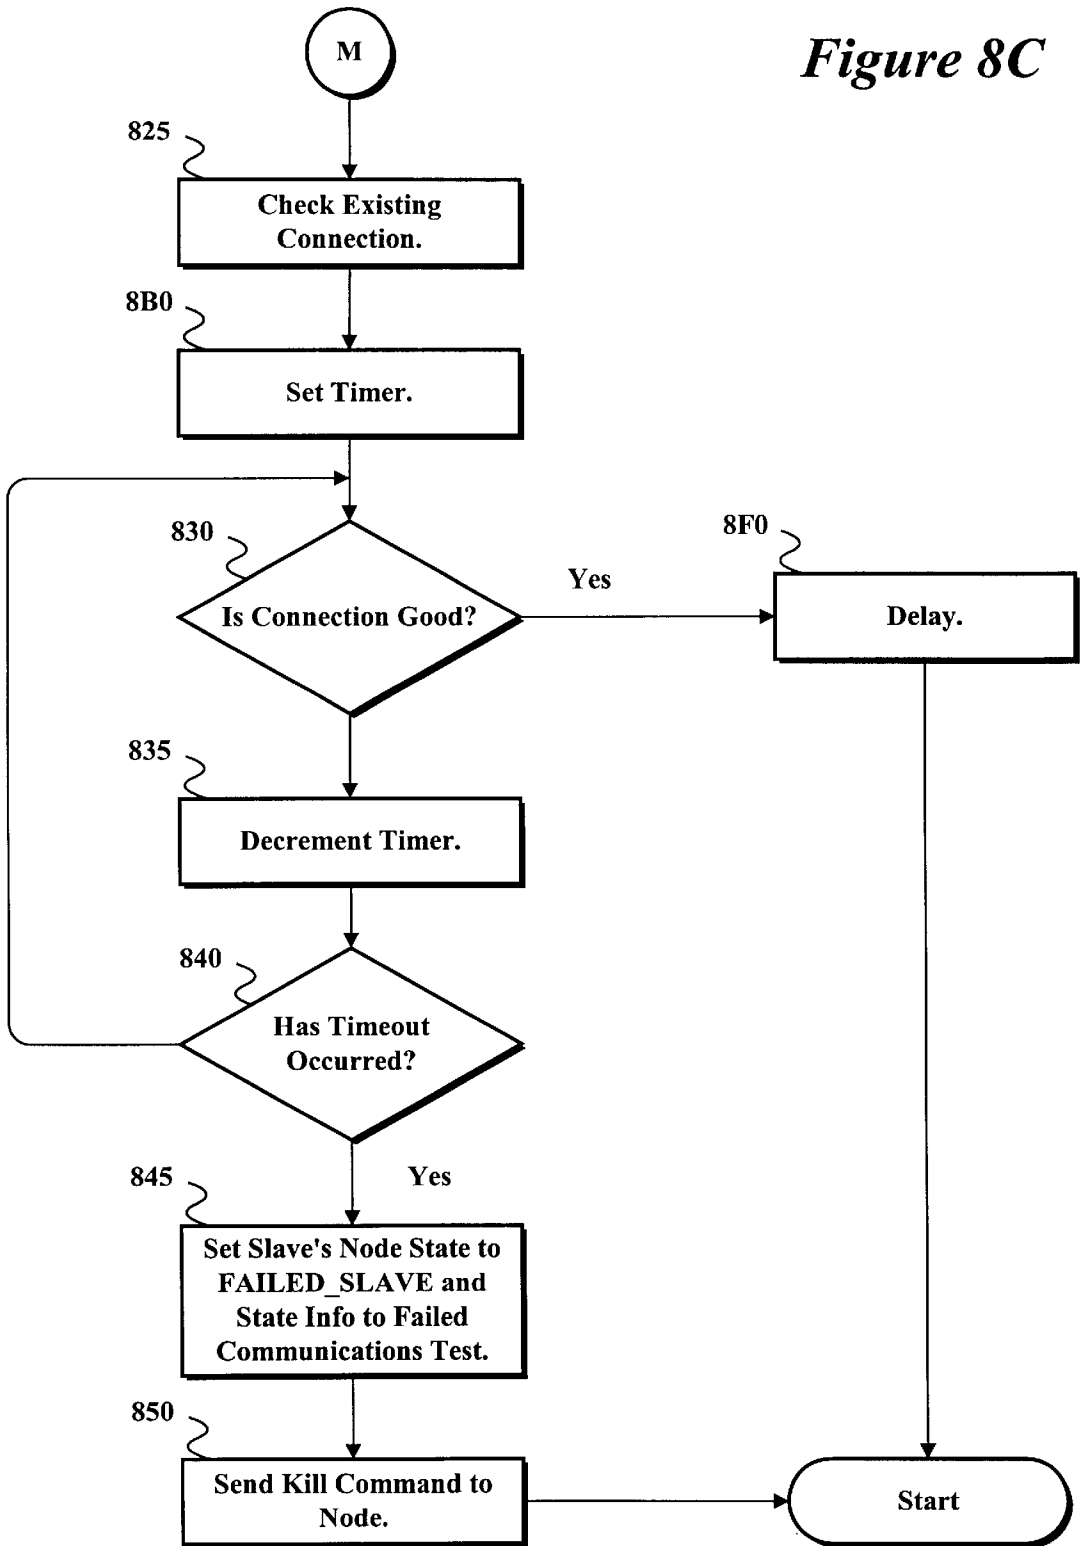 M
Figure 8C
825
Check Existing
Connection.
8B0
Set Timer.
830
Is Connection Good?
Yes
8F0
Delay.
835
Decrement Timer.
840
Has Timeout
Occurred?
Yes
845
Set Slave's Node State to
FAILED_SLAVE and
State Info to Failed
Communications Test.
850
Send Kill Command to
Node.
Start